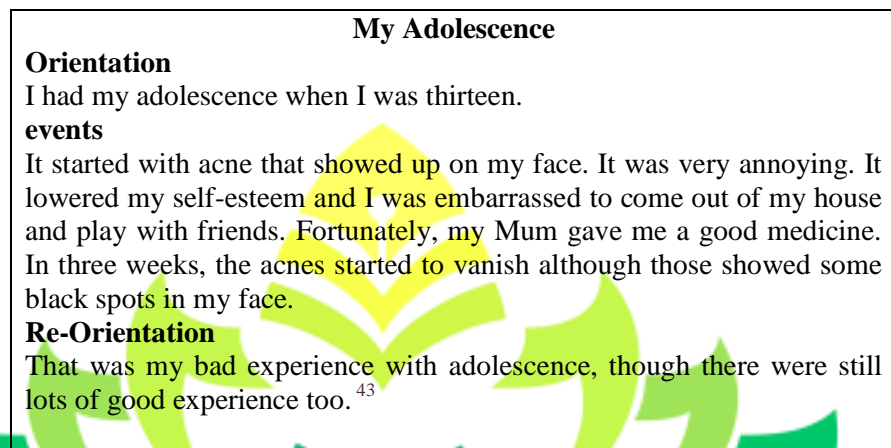 My Adolescence
Orientation
I had my adolescence when I was thirteen.
events
It started with acne that showed up on my face. It was very annoying. It
lowered my self-esteem and I was embarrassed to come out of my house
and play with friends. Fortunately, my Mum gave me a good medicine.
In three weeks, the acnes started to vanish although those showed some
black spots in my face.
Re-Orientation
That was my bad experience with adolescence, though there were still
lots of good experience too. 43